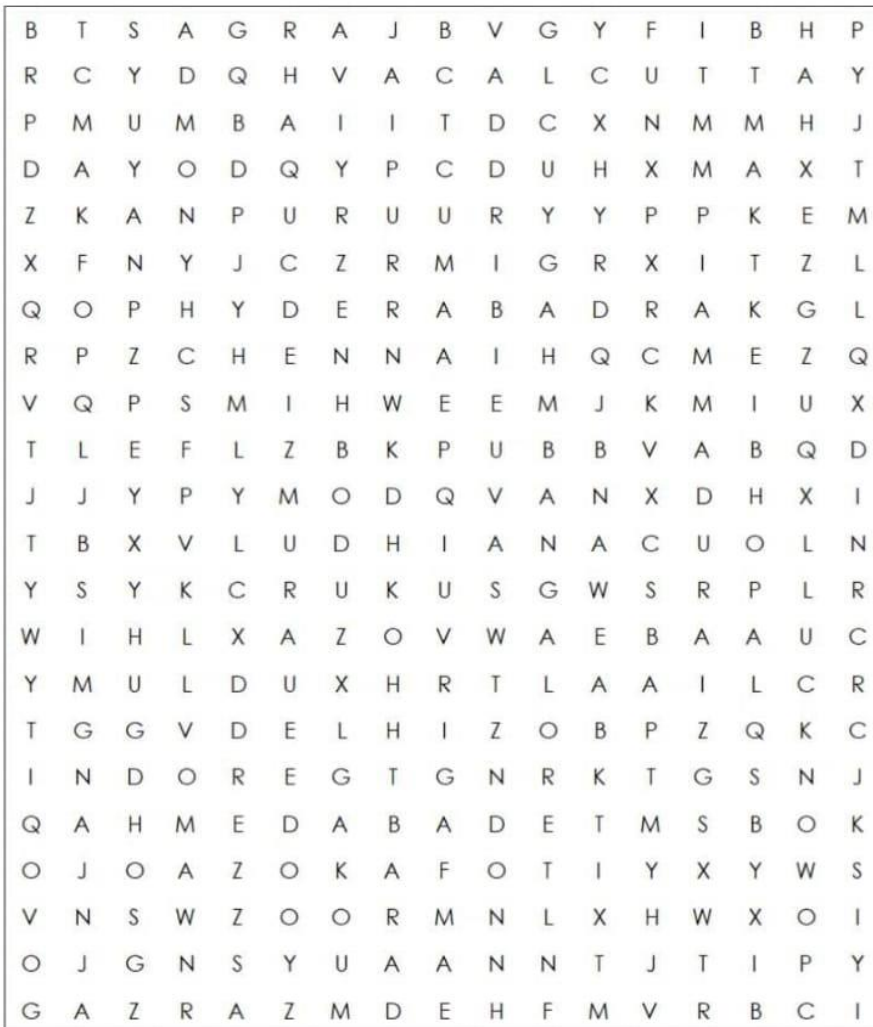 B T S A G R A J B V G Y F I B H P
R C Y D Q H V A C A L C U T T A Y
P M U M B A I I T D C X N M M H J
D A Y O D Q Y P C D U H X M A X T
Z K A N P U R U U R Y Y P P K E M
X F N Y J C Z R M I G R X I T Z L
Q O P H Y D E R A B A D R A K G L
R P Z C H E N N A I H Q C M E Z Q
V Q P S M I H W E E M J K M I U X
T L E F L Z B K P U B B V A B Q D
J J Y P Y M O D Q V A N X D H X I
T B X V L U D H I A N A C U O L N
Y S Y K C R U K U S G W S R P L R
W I H L X A Z O V W A E B A A U C
Y M U L D U X H R T L A A I L C R
T G G V D E L H I Z O B P Z Q K C
I N D O R E G T G N R K T G S N J
Q A H M E D A B A D E T M S B O K
O J O A Z O K A F O T I Y X Y W S
V N S W Z O O R M N L X H W X O I
O J G N S Y U A A N N T J T I P Y
G A Z R A Z M D E H F M V R B C I